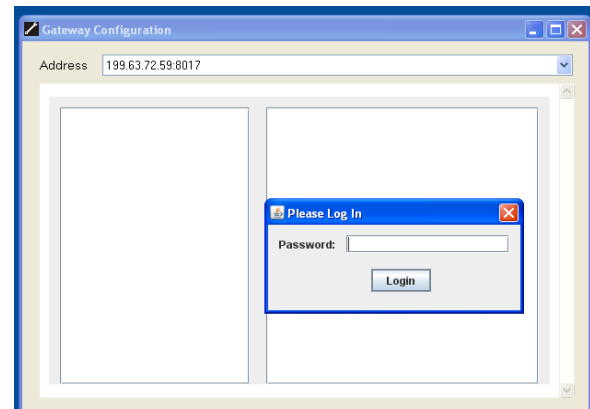 Gateway Configuration
Address 199.63.72.59:8017
Please Log In
Password:
Login